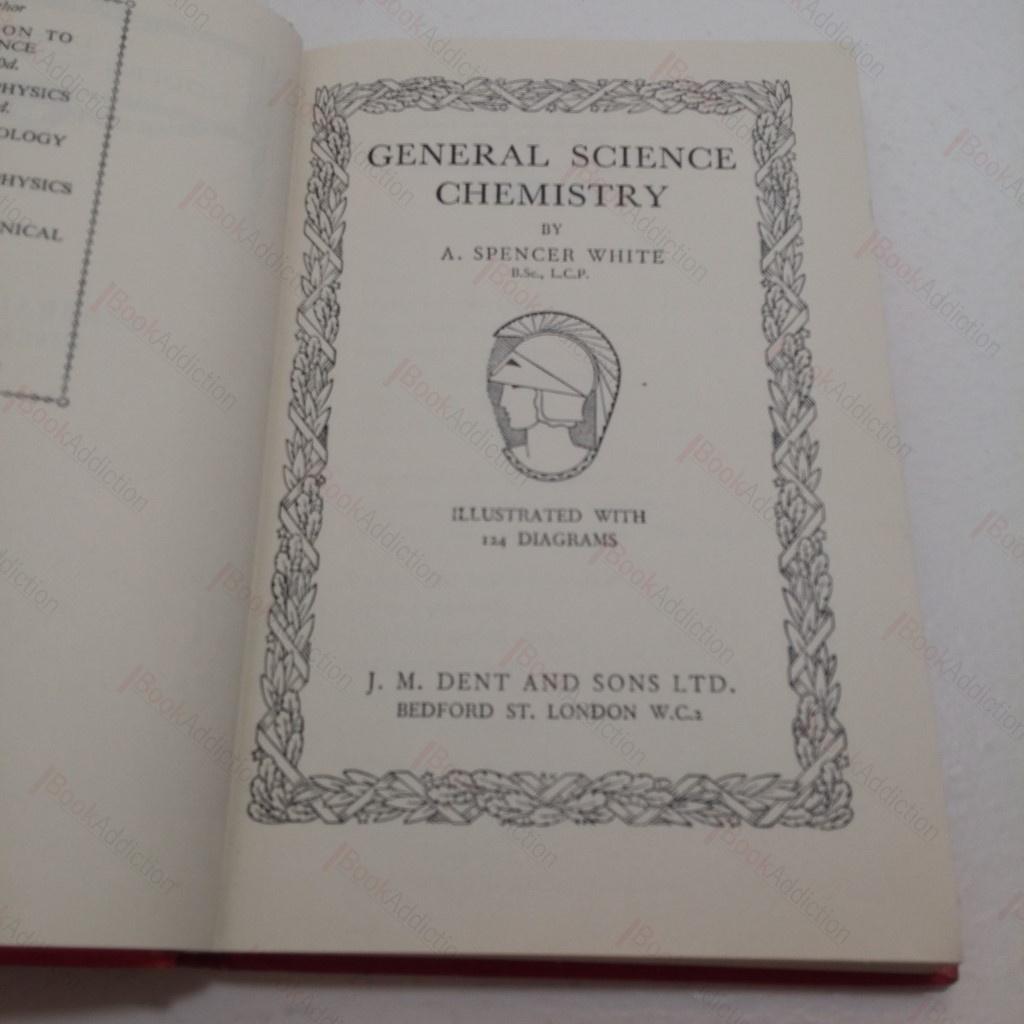 ON TO
NCE
HYSICS
OLOGY
HYSICS
NICAL
GENERAL SCIENCE
CHEMISTRY
BY
A. SPENCER WHITE
B.Sc., L.C.P.
ILLUSTRATED WITH
124 DIAGRAMS
J. M. DENT AND SONS LTD.
BEDFORD ST. LONDON W.C.2
BookAddiction